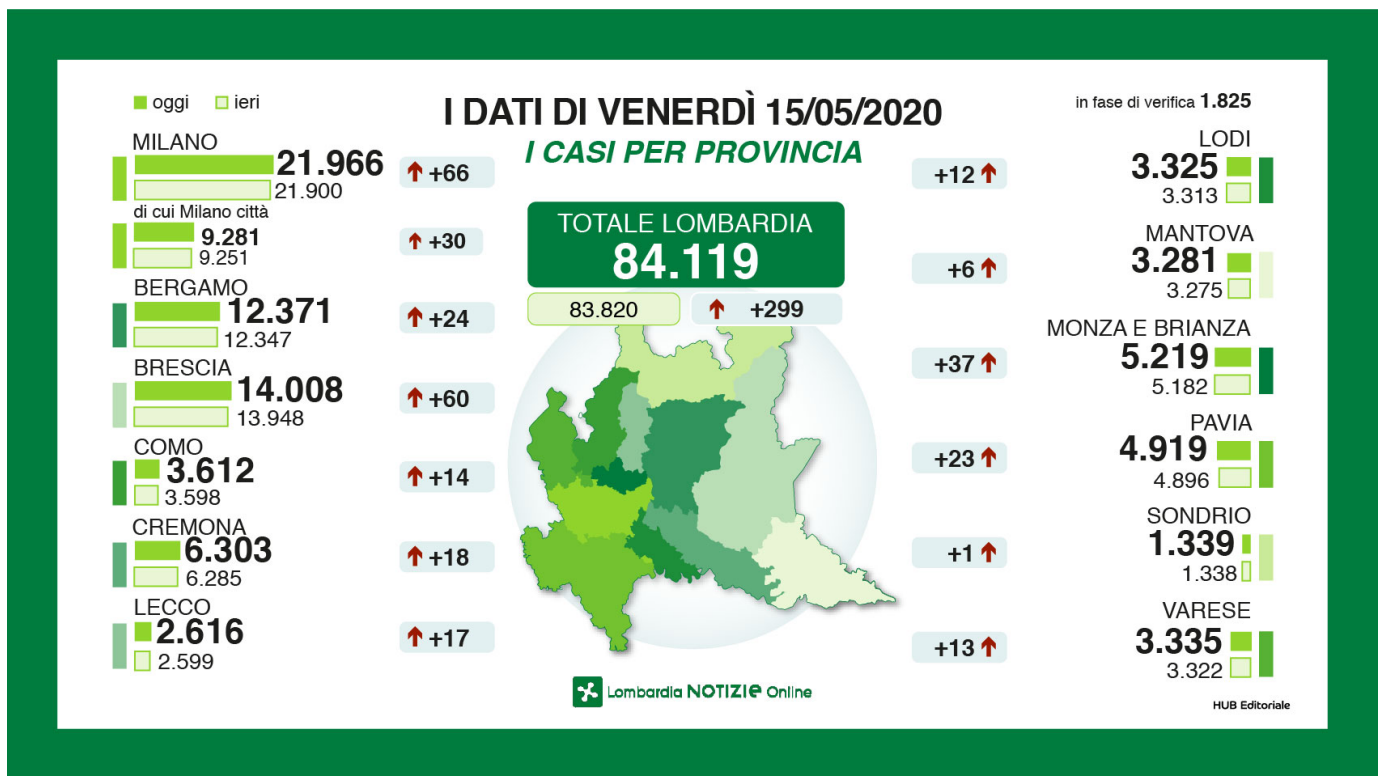 oggi ieri
I DATI DI VENERDÌ 15/05/2020
I CASI PER PROVINCIA
in fase di verifica 1.825
MILANO
21.966
21.900
+66
di cui Milano città
9.281
9.251
+30
BERGAMO
12.371
12.347
+24
BRESCIA
14.008
13.948
+60
COMO
3.612
3.598
+14
CREMONA
6.303
6.285
+18
LECCO
2.616
2.599
+17
TOTALE LOMBARDIA
84.119
83.820 +299
LODI
3.325
3.313
+12
MANTOVA
3.281
3.275
+6
MONZA E BRIANZA
5.219
5.182
+37
PAVIA
4.919
4.896
+23
SONDRIO
1.339
1.338
+1
VARESE
3.335
3.322
+13
Lombardia NOTIZIe Online
HUB Editoriale